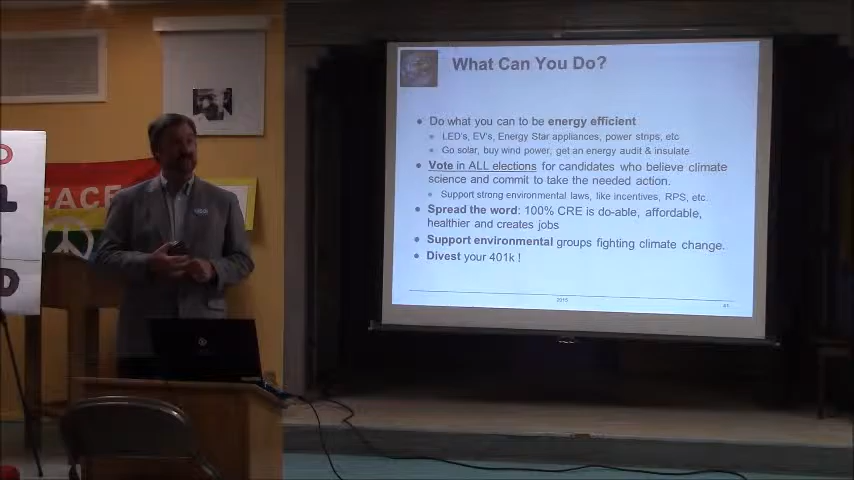 What Can You Do?
• Do what you can to be energy efficient
• LED's, EV's, Energy Star appliances, power strips, etc
• Go solar, buy wind power, get an energy audit & insulate.
• Vote in ALL elections for candidates who believe climate
science and commit to take the needed action.
• Support strong environmental laws, like incentives, RPS, etc.
• Spread the word: 100% CRE is do-able, affordable,
healthier and creates jobs
• Support environmental groups fighting climate change.
• Divest your 401k !
2015
41
EACE